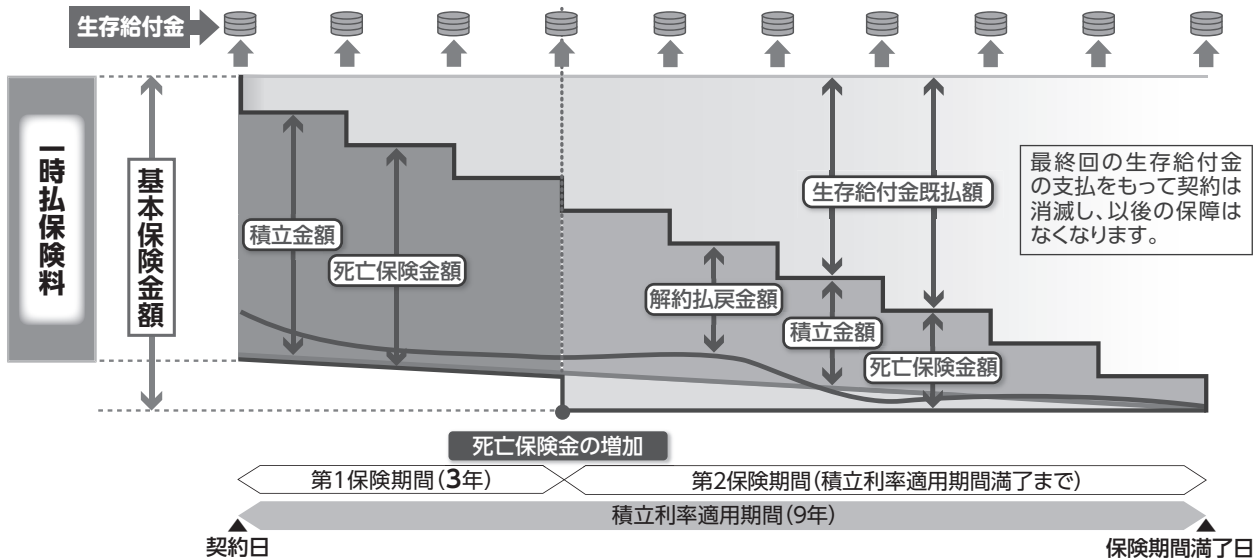 生存給付金
一時払保険料
基本保険金額
積立金額
死亡保険金額
生存給付金既払額
解約払戻金額
積立金額
死亡保険金額
最終回の生存給付金
の支払をもって契約は
消滅し、以後の保障は
なくなります。
死亡保険金の増加
第1保険期間(3年)
第2保険期間(積立利率適用期間満了まで)
積立利率適用期間(9年)
契約日
保険期間満了日